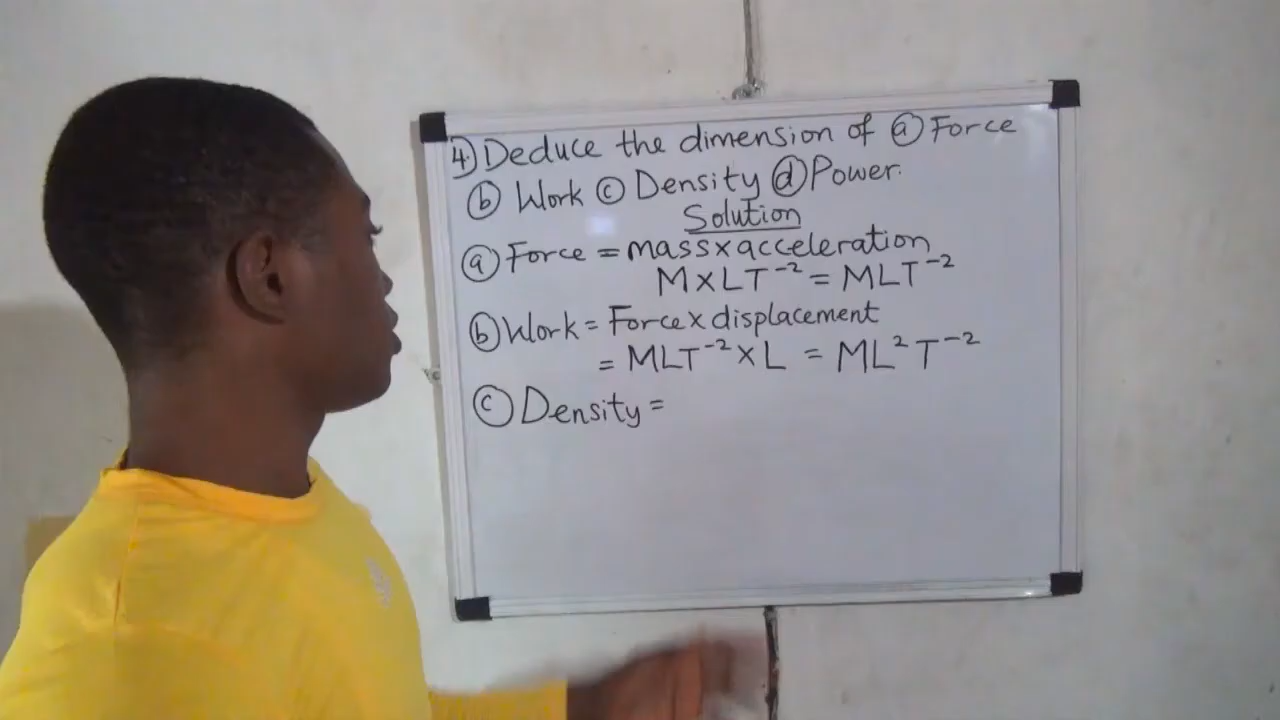 4.) Deduce the dimension of ⓐ Force
ⓑ Work ⓒ Density ⓓ Power.
Solution
ⓐ Force = mass x acceleration
M x LT⁻² = MLT⁻²
ⓑ Work = Force x displacement
= MLT⁻² x L = ML²T⁻²
ⓒ Density =